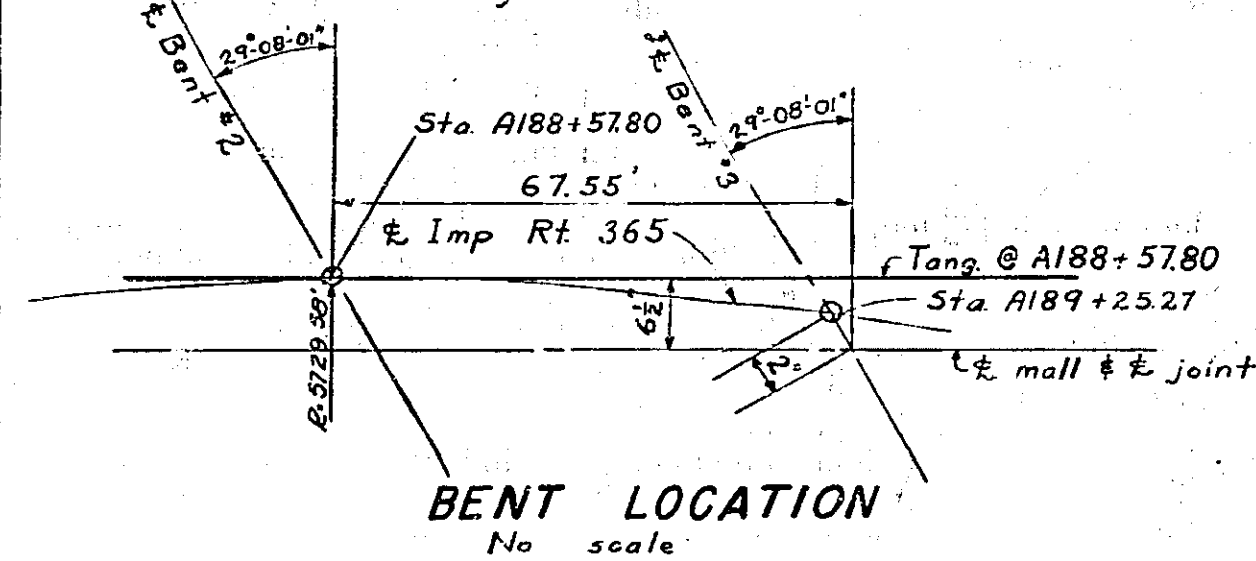 ℄ Bent #2
29°-08'-01"
Sta. A188+57.80
℄ Bent #3
29°-08'-01"
67.55'
℄ Imp Rt. 365
Tang. @ A188+57.80
6½"
Sta. A189+25.27
R=5729.58'
℄ mall & ℄ joint
BENT LOCATION
No scale